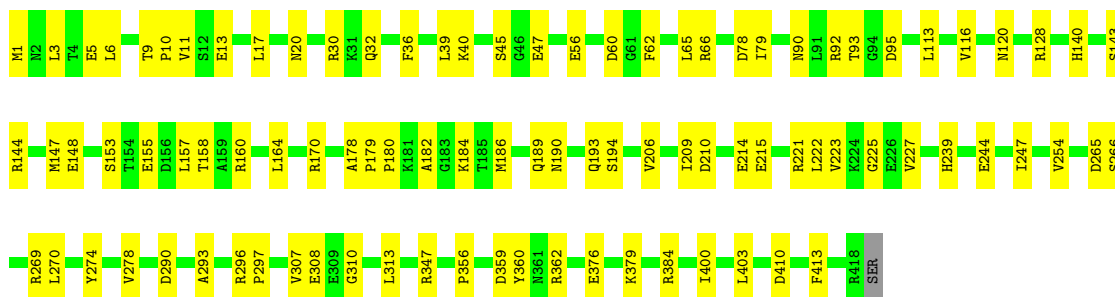 M1 N2 L3 T4 E5 L6 T9 P10 V11 S12 E13 L17 N20 R30 K31 Q32 F36 L39 K40 S45 G46 E47 E56 D60 G61 F62 L65 R66 D78 I79 N90 L91 R92 T93 G94 D95 L113 V116 N120 R128 H140 S143
R144 M147 E148 S153 T154 E155 D156 L157 T158 A159 R160 L164 R170 A178 P179 P180 K181 A182 G183 K184 T185 M186 Q189 N190 Q193 S194 V206 I209 D210 E214 E215 R221 L222 V223 K224 G225 E226 V227 H239 E244 I247 V254 D265 S266
R269 L270 Y274 V278 D290 A293 R296 P297 V307 E308 E309 G310 L313 R347 P356 D359 Y360 N361 R362 E376 K379 R384 I400 L403 D410 F413 R418 SER